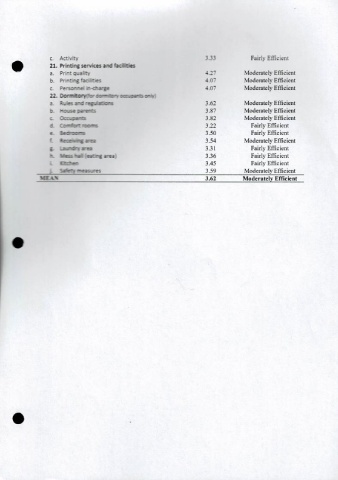 c. Activity 3.33 Fairly Efficient
21. Printing services and facilities
a. Print quality 4.27 Moderately Efficient
b. Printing facilities 4.07 Moderately Efficient
c. Personnel in-charge 4.07 Moderately Efficient
22. Dormitory(for dormitory occupants only)
a. Rules and regulations 3.62 Moderately Efficient
b. House parents 3.87 Moderately Efficient
c. Occupants 3.82 Moderately Efficient
d. Comfort rooms 3.22 Fairly Efficient
e. Bedrooms 3.50 Fairly Efficient
f. Receiving area 3.54 Moderately Efficient
g. Laundry area 3.31 Fairly Efficient
h. Mess hall (eating area) 3.36 Fairly Efficient
i. Kitchen 3.45 Fairly Efficient
j. Safety measures 3.59 Moderately Efficient
MEAN 3.62 Moderately Efficient